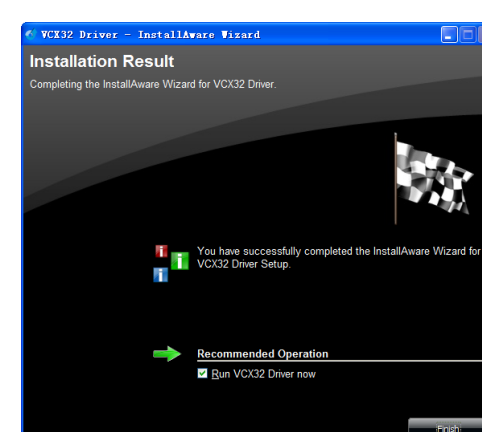 VCX32 Driver - InstallAware Wizard
Installation Result
Completing the InstallAware Wizard for VCX32 Driver.
You have successfully completed the InstallAware Wizard for
VCX32 Driver Setup.
Recommended Operation
Run VCX32 Driver now
Finish